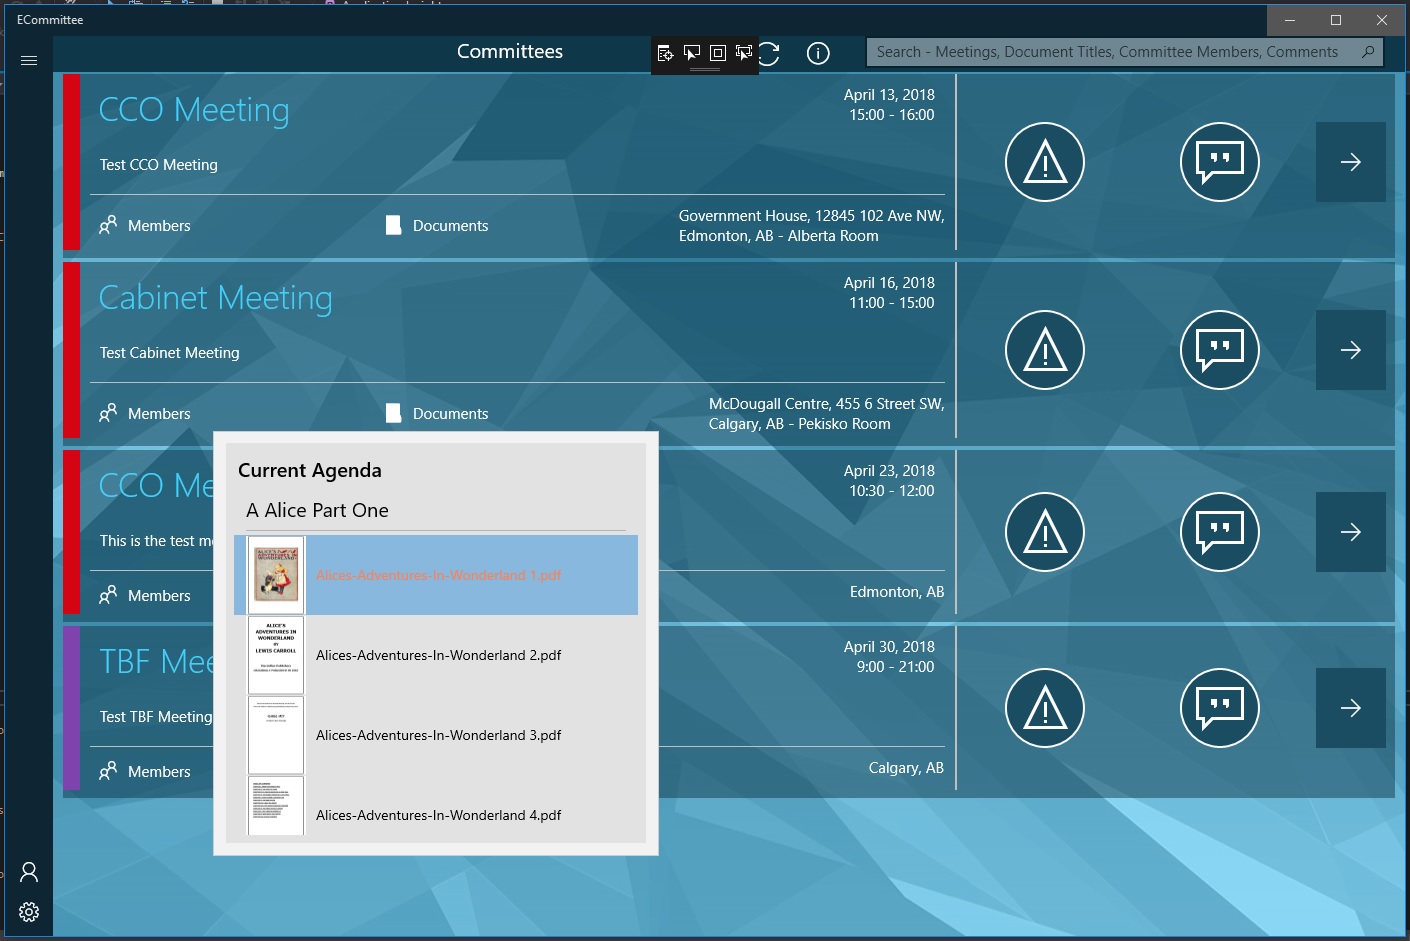 ECommittee
Committees
Search - Meetings, Document Titles, Committee Members, Comments
CCO Meeting
April 13, 2018
15:00 - 16:00
Test CCO Meeting
Members
Documents
Government House, 12845 102 Ave NW,
Edmonton, AB - Alberta Room
Cabinet Meeting
April 16, 2018
11:00 - 15:00
Test Cabinet Meeting
Members
Documents
McDougall Centre, 455 6 Street SW,
Calgary, AB - Pekisko Room
CCO Me
April 23, 2018
10:30 - 12:00
This is the test m
Members
Edmonton, AB
TBF Mee
April 30, 2018
9:00 - 21:00
Test TBF Meeting
Members
Calgary, AB
Current Agenda
A Alice Part One
ALICE'S
ADVENTURES IN
WONDERLAND
Alices-Adventures-In-Wonderland 1.pdf
ALICE'S
ADVENTURES IN
WONDERLAND
BY
LEWIS CARROLL
Alices-Adventures-In-Wonderland 2.pdf
Alices-Adventures-In-Wonderland 3.pdf
Alices-Adventures-In-Wonderland 4.pdf